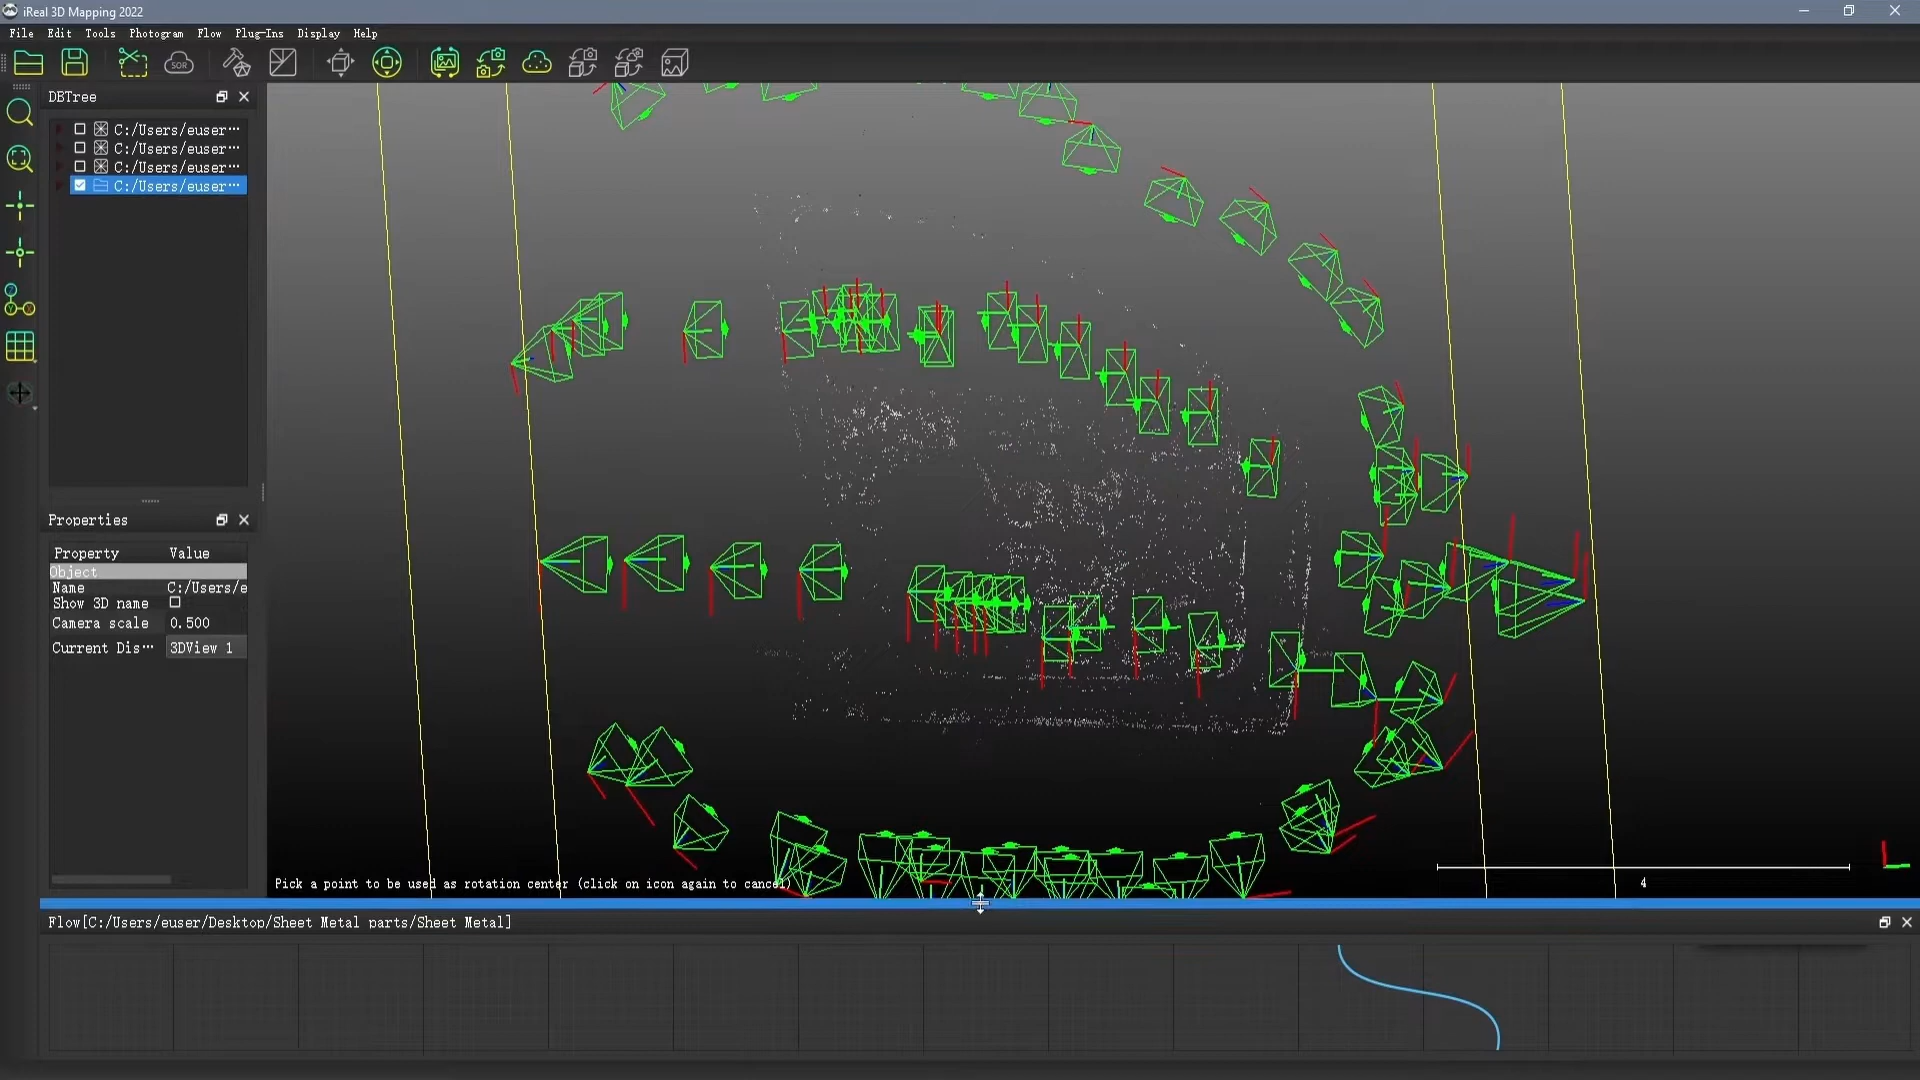 iReal 3D Mapping 2022
File Edit Tools Photogram Flow Plug-Ins Display Help
SOR
DBTree
C:/Users/euser···
C:/Users/euser···
C:/Users/euser
C:/Users/euser···
Properties
Property Value
Object
Name C:/Users/e
Show 3D name
Camera scale 0.500
Current Dis··· 3DView 1
Pick a point to be used as rotation center (click on icon again to cancel)
4
Flow[C:/Users/euser/Desktop/Sheet Metal parts/Sheet Metal]